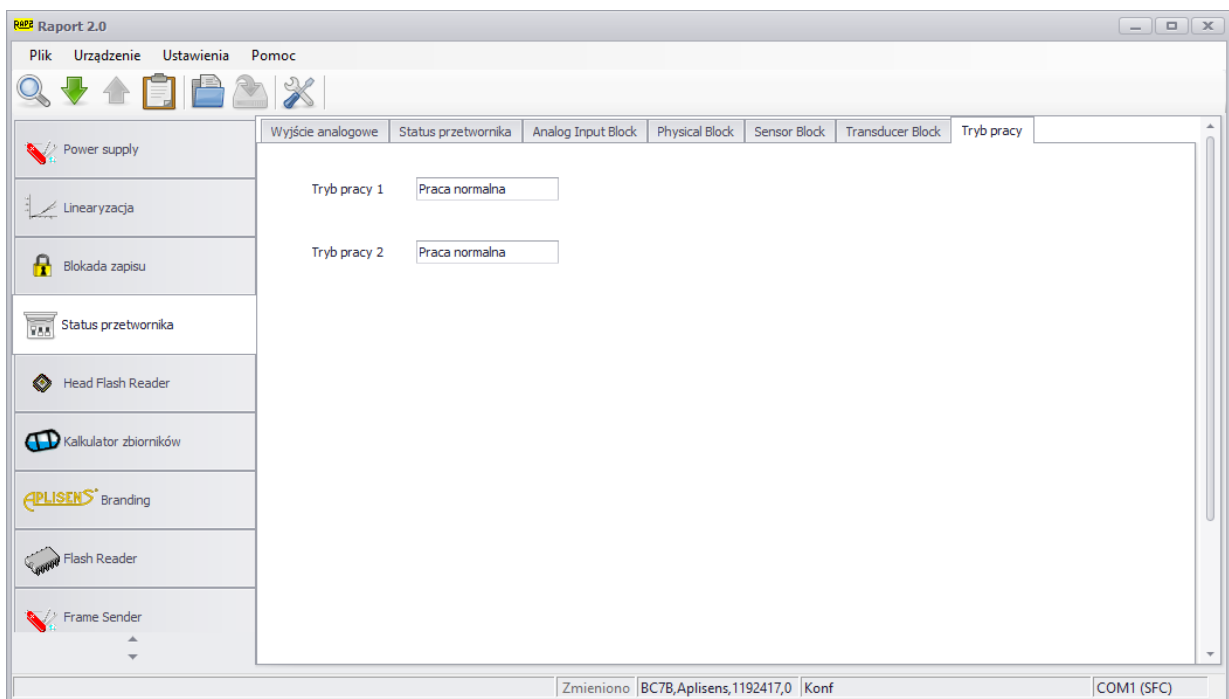 RAP2 Raport 2.0
Plik Urządzenie Ustawienia Pomoc
Wyjście analogowe Status przetwornika Analog Input Block Physical Block Sensor Block Transducer Block Tryb pracy
Power supply
Linearyzacja
Blokada zapisu
Status przetwornika
Head Flash Reader
Kalkulator zbiorników
APLISENS Branding
Flash Reader
Frame Sender
Tryb pracy 1 Praca normalna
Tryb pracy 2 Praca normalna
Zmieniono BC7B,Aplisens,1192417,0 Konf COM1 (SFC)